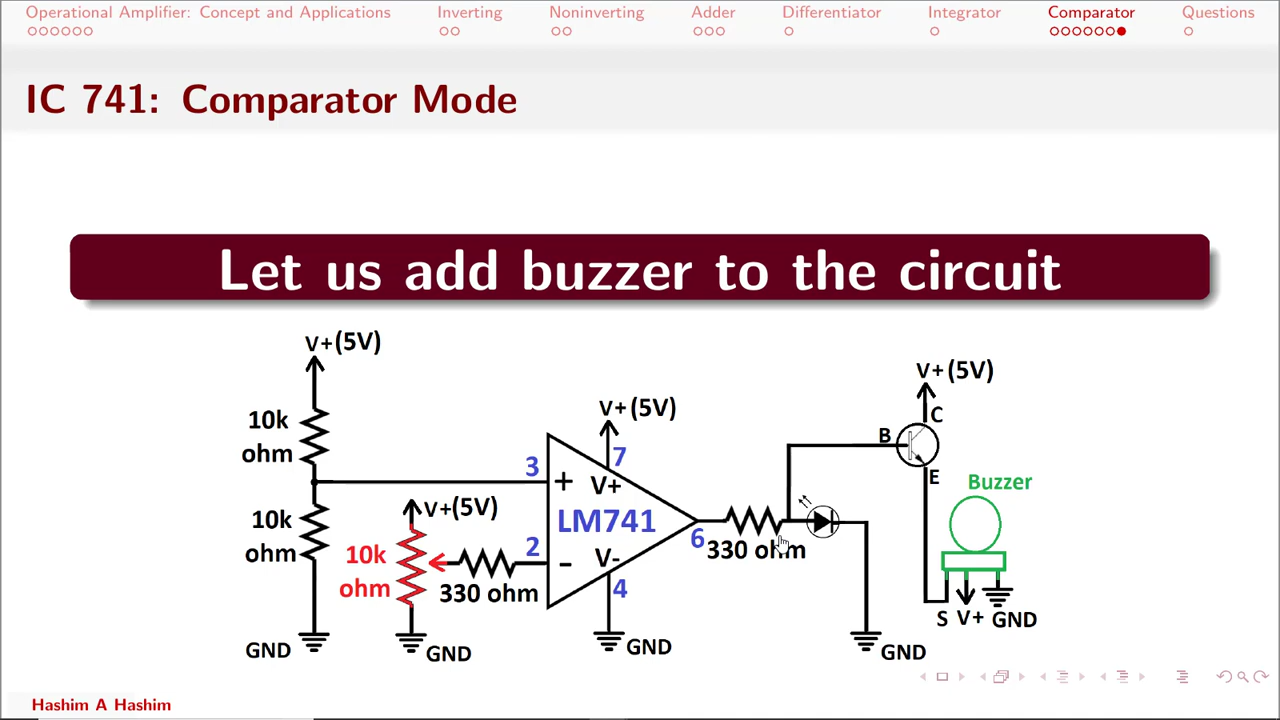 Operational Amplifier: Concept and Applications Inverting Noninverting Adder Differentiator Integrator Comparator Questions
IC 741: Comparator Mode
Let us add buzzer to the circuit
V+(5V)
10k
ohm
10k
ohm
GND
V+(5V)
10k
ohm
GND
330 ohm
3
2
+
-
V+(5V)
7
V+
LM741
V-
4
GND
6
330 ohm
GND
V+(5V)
C
B
E
Buzzer
S V+ GND
Hashim A Hashim